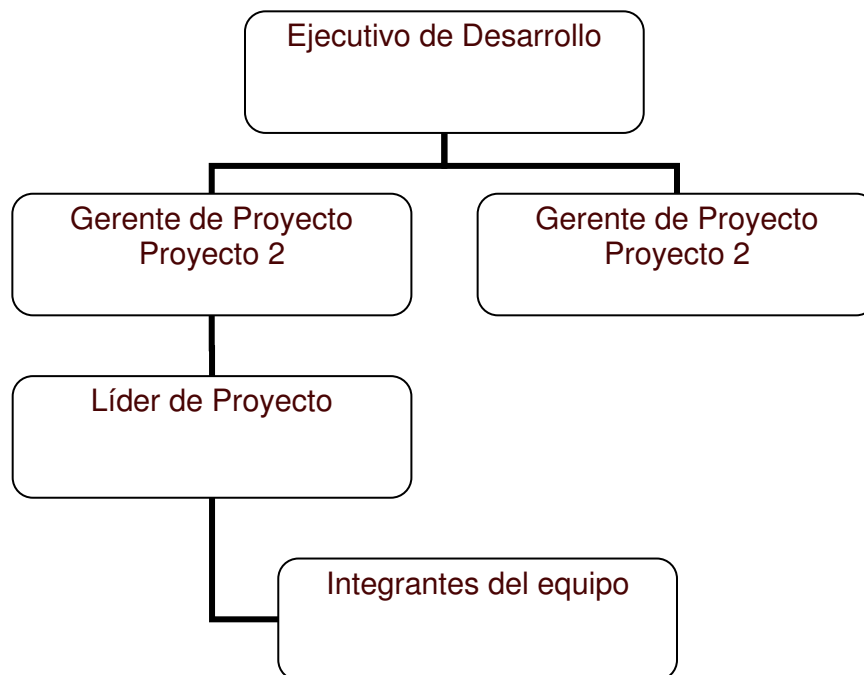 Ejecutivo de Desarrollo
Gerente de Proyecto
Proyecto 2
Gerente de Proyecto
Proyecto 2
Líder de Proyecto
Integrantes del equipo